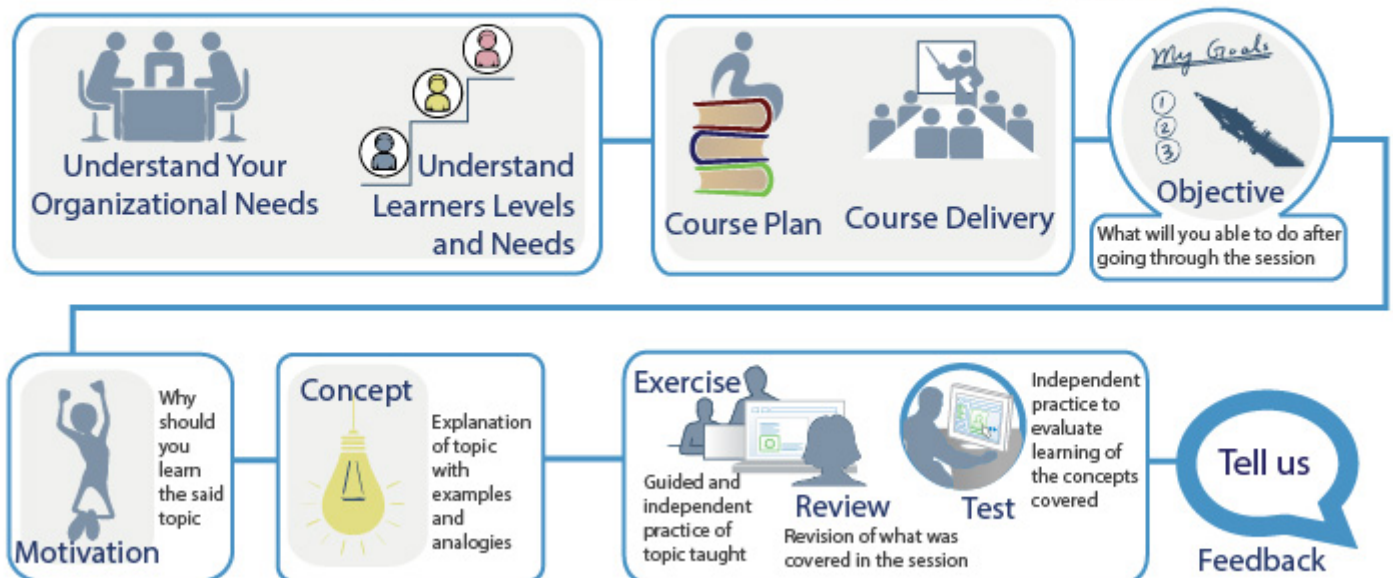 Understand Your
Organizational Needs
Understand
Learners Levels
and Needs
Course Plan
Course Delivery
My Goals
1
2
3
Objective
What will you able to do after
going through the session
Motivation
Why
should
you
learn
the said
topic
Concept
Explanation
of topic
with
examples
and
analogies
Exercise
Guided and
independent
practice of
topic taught
Review
Revision of what was
covered in the session
Test
Independent
practice to
evaluate
learning of
the concepts
covered
Tell us
Feedback